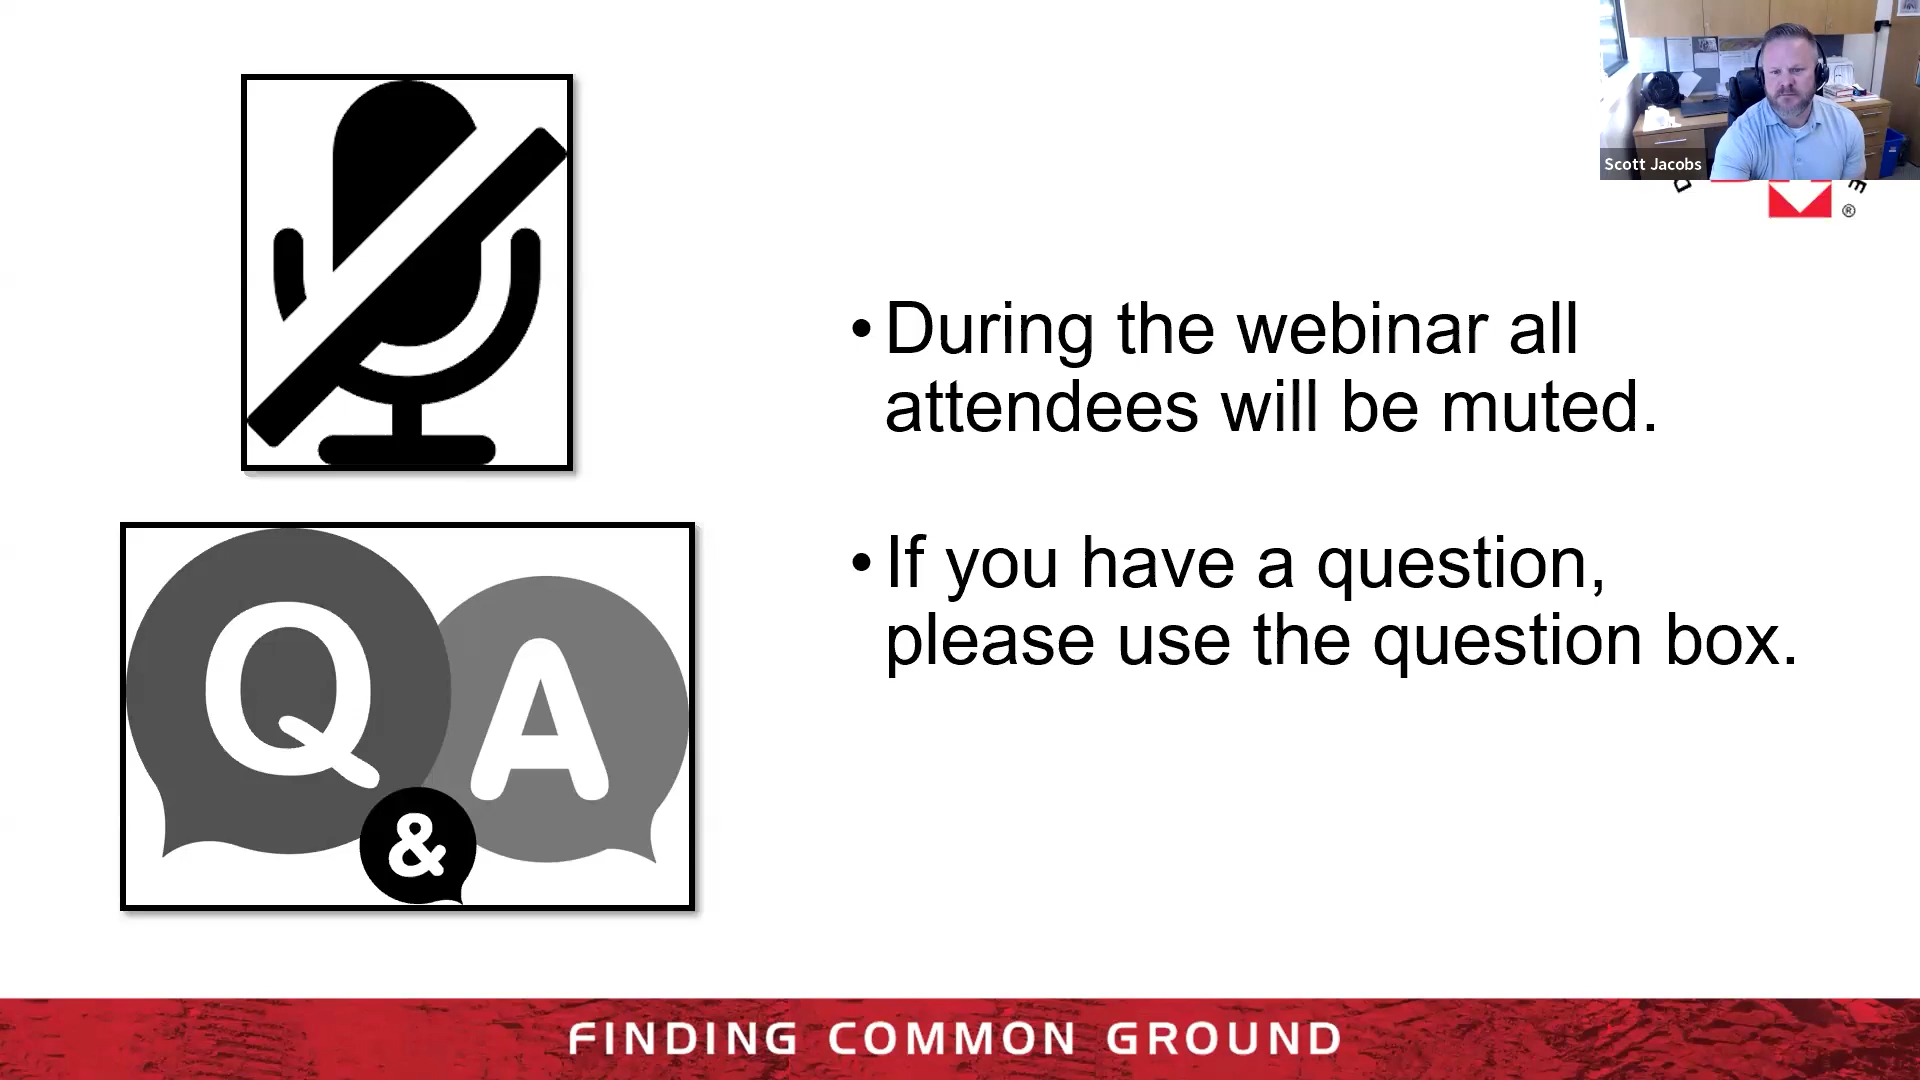 Scott Jacobs
®
• During the webinar all
attendees will be muted.
• If you have a question,
please use the question box.
Q
A
&
FINDING COMMON GROUND